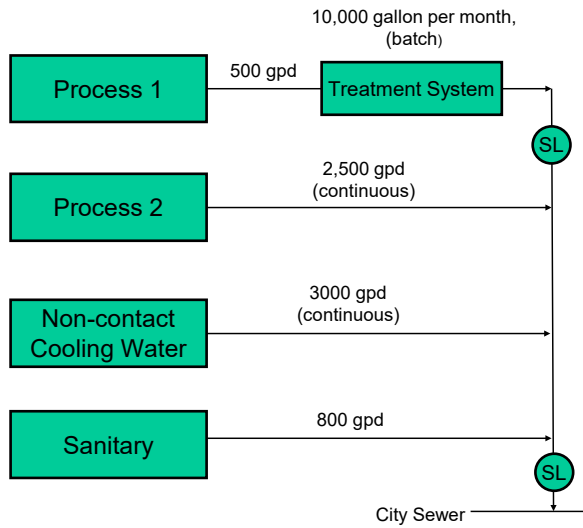 10,000 gallon per month,
(batch)
500 gpd
Process 1
Treatment System
SL
2,500 gpd
(continuous)
Process 2
3000 gpd
(continuous)
Non-contact
Cooling Water
800 gpd
Sanitary
SL
City Sewer